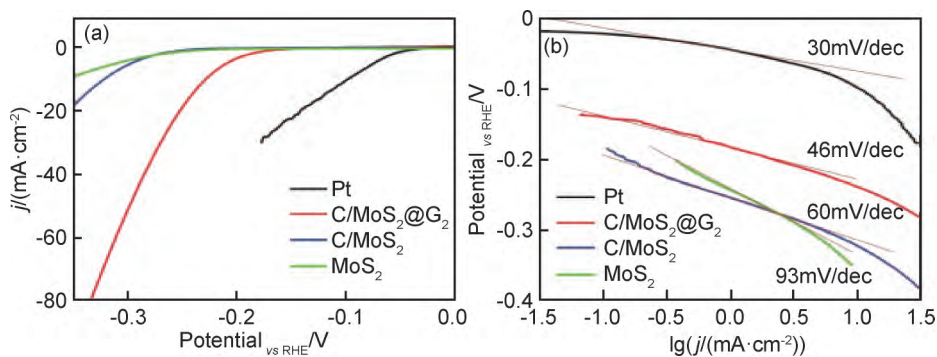 (a)
0
-20
-40
-60
-80
j/(mA·cm-2)
-0.3
-0.2
-0.1
0.0
Potential vs RHE/V
Pt
C/MoS2@G2
C/MoS2
MoS2
(b)
0
-0.1
-0.2
-0.3
-0.4
Potential vs RHE/V
-1.5
-1.0
-0.5
0.0
0.5
1.0
1.5
lg(j/(mA·cm-2))
30mV/dec
46mV/dec
60mV/dec
93mV/dec
Pt
C/MoS2@G2
C/MoS2
MoS2